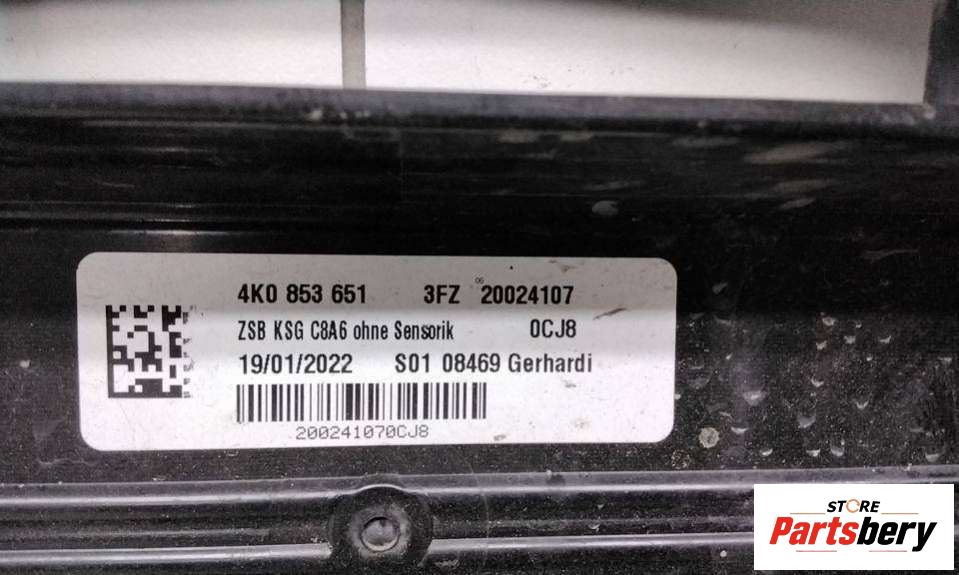 4K0 853 651 3FZ 06 20024107
ZSB KSG C8A6 ohne Sensorik 0CJ8
19/01/2022 S01 08469 Gerhardi
200241070CJ8
STORE
Partsbery